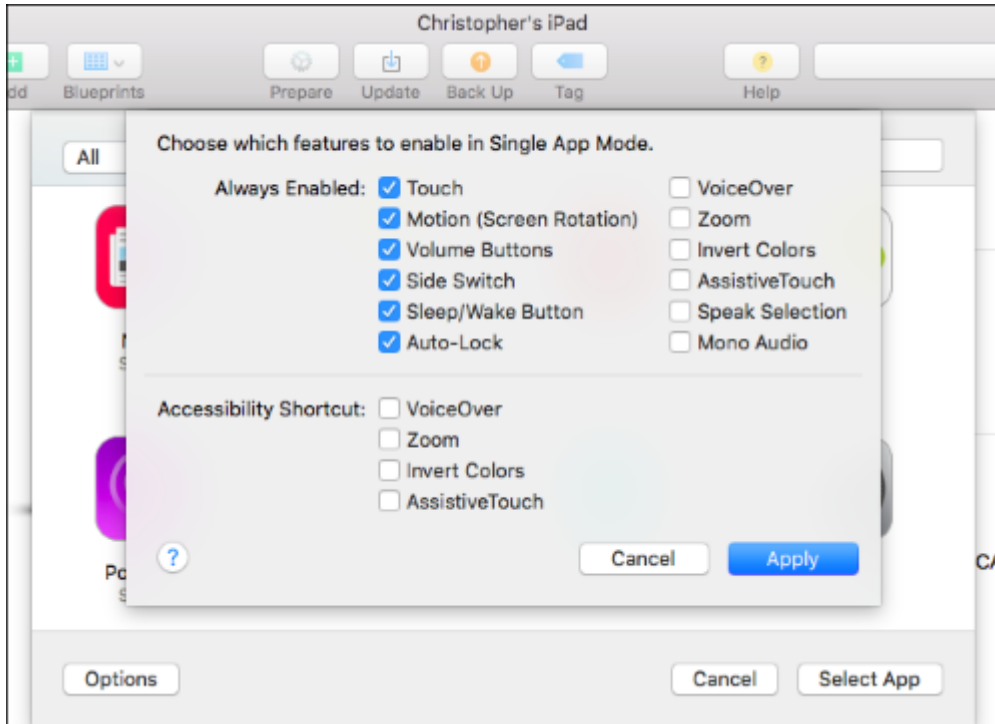 Christopher's iPad
dd Blueprints Prepare Update Back Up Tag Help
All
Choose which features to enable in Single App Mode.
Always Enabled: Touch VoiceOver
Motion (Screen Rotation) Zoom
Volume Buttons Invert Colors
Side Switch AssistiveTouch
Sleep/Wake Button Speak Selection
Auto-Lock Mono Audio
Accessibility Shortcut: VoiceOver
Zoom
Invert Colors
AssistiveTouch
? Cancel Apply
Po CA
S
Options Cancel Select App